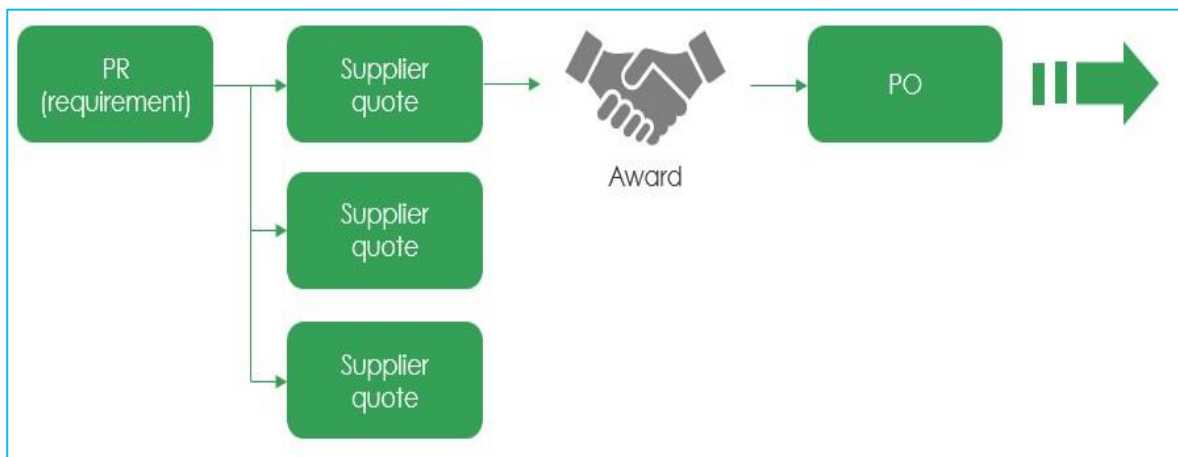 PR
(requirement)
Supplier
quote
Award
PO
Supplier
quote
Supplier
quote